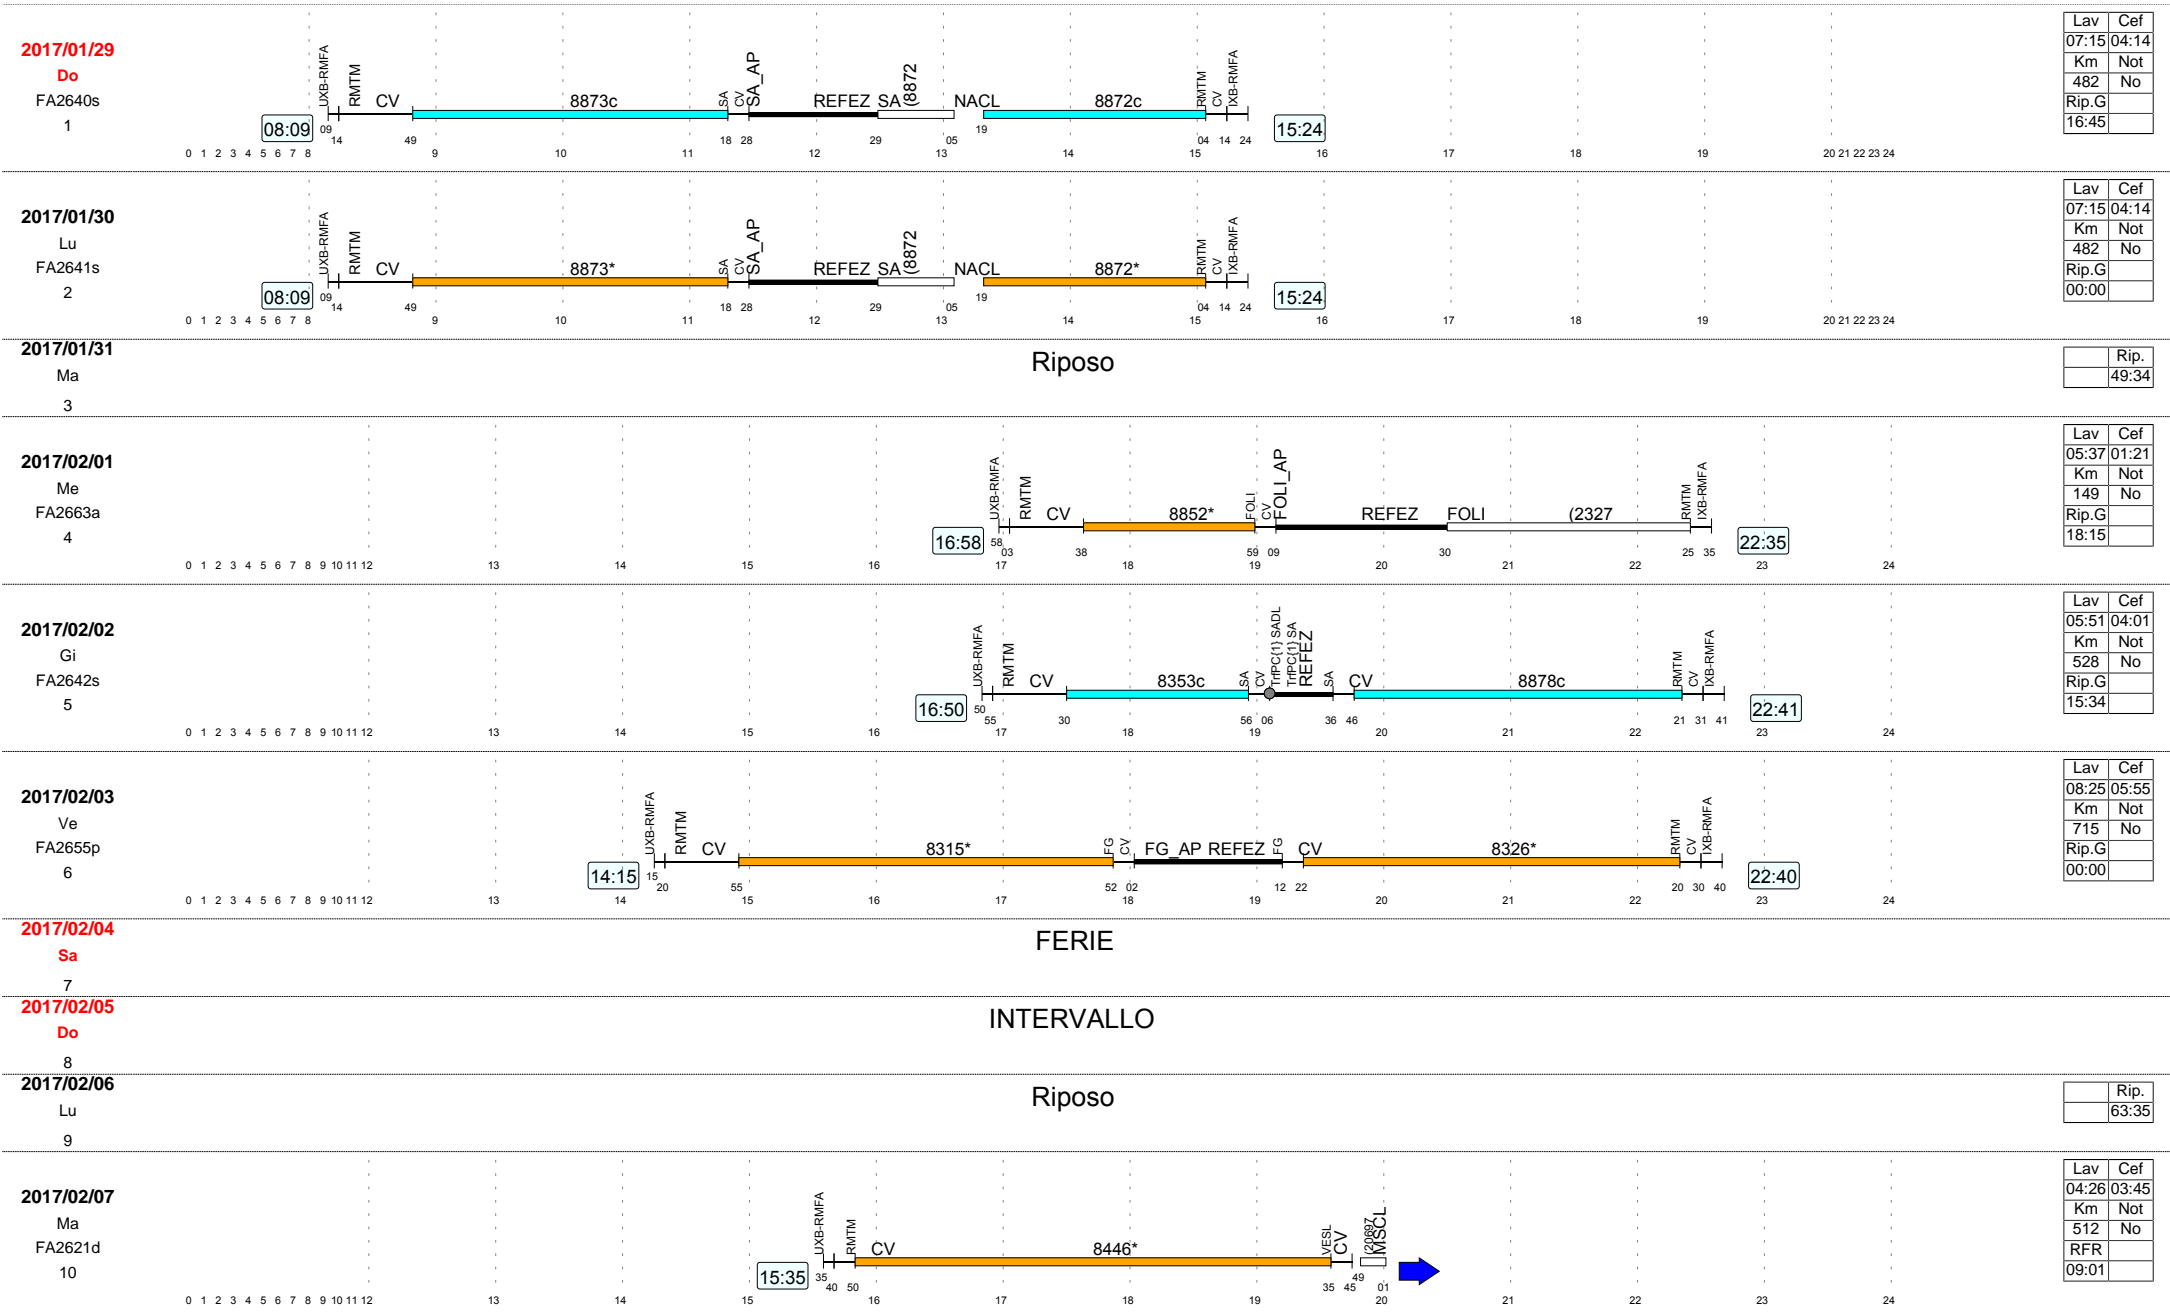 2017/01/29
Do
FA2640s
1
08:09
UXB-RMFA
RMTM
CV
8873c
SA
CV
SA_AP
REFEZ
SA
(8872
NACL
8872c
RMTM
CV
IXB-RMFA
15:24
09 14 49 18 28 29 05 19 04 14 24
0 1 2 3 4 5 6 7 8 9 10 11 12 13 14 15 16 17 18 19 20 21 22 23 24
Lav Cef
07:15 04:14
Km Not
482 No
Rip.G
16:45
2017/01/30
Lu
FA2641s
2
08:09
UXB-RMFA
RMTM
CV
8873*
SA
CV
SA_AP
REFEZ
SA
(8872
NACL
8872*
RMTM
CV
IXB-RMFA
15:24
09 14 49 18 28 29 05 19 04 14 24
0 1 2 3 4 5 6 7 8 9 10 11 12 13 14 15 16 17 18 19 20 21 22 23 24
Lav Cef
07:15 04:14
Km Not
482 No
Rip.G
00:00
2017/01/31
Ma
3
Riposo
Rip.
49:34
2017/02/01
Me
FA2663a
4
16:58
UXB-RMFA
RMTM
CV
8852*
FOLI
CV
FOLI_AP
REFEZ
FOLI
(2327
RMTM
IXB-RMFA
22:35
58 03 38 59 09 30 25 35
0 1 2 3 4 5 6 7 8 9 10 11 12 13 14 15 16 17 18 19 20 21 22 23 24
Lav Cef
05:37 01:21
Km Not
149 No
Rip.G
18:15
2017/02/02
Gi
FA2642s
5
16:50
UXB-RMFA
RMTM
CV
8353c
SA
CV
TrfPC{1} SADL
TrfPC{1} SA
REFEZ
SA
CV
8878c
RMTM
CV
IXB-RMFA
22:41
50 55 30 56 06 36 46 21 31 41
0 1 2 3 4 5 6 7 8 9 10 11 12 13 14 15 16 17 18 19 20 21 22 23 24
Lav Cef
05:51 04:01
Km Not
528 No
Rip.G
15:34
2017/02/03
Ve
FA2655p
6
14:15
UXB-RMFA
RMTM
CV
8315*
FG
CV
FG_AP
REFEZ
FG
CV
8326*
RMTM
CV
IXB-RMFA
22:40
15 20 55 52 02 12 22 20 30 40
0 1 2 3 4 5 6 7 8 9 10 11 12 13 14 15 16 17 18 19 20 21 22 23 24
Lav Cef
08:25 05:55
Km Not
715 No
Rip.G
00:00
2017/02/04
Sa
7
FERIE
2017/02/05
Do
8
INTERVALLO
2017/02/06
Lu
9
Riposo
Rip.
63:35
2017/02/07
Ma
FA2621d
10
15:35
UXB-RMFA
RMTM
CV
8446*
VESL
CV
(20697
MSCL
35 40 50 35 45 49 01
0 1 2 3 4 5 6 7 8 9 10 11 12 13 14 15 16 17 18 19 20 21 22 23 24
Lav Cef
04:26 03:45
Km Not
512 No
RFR
09:01